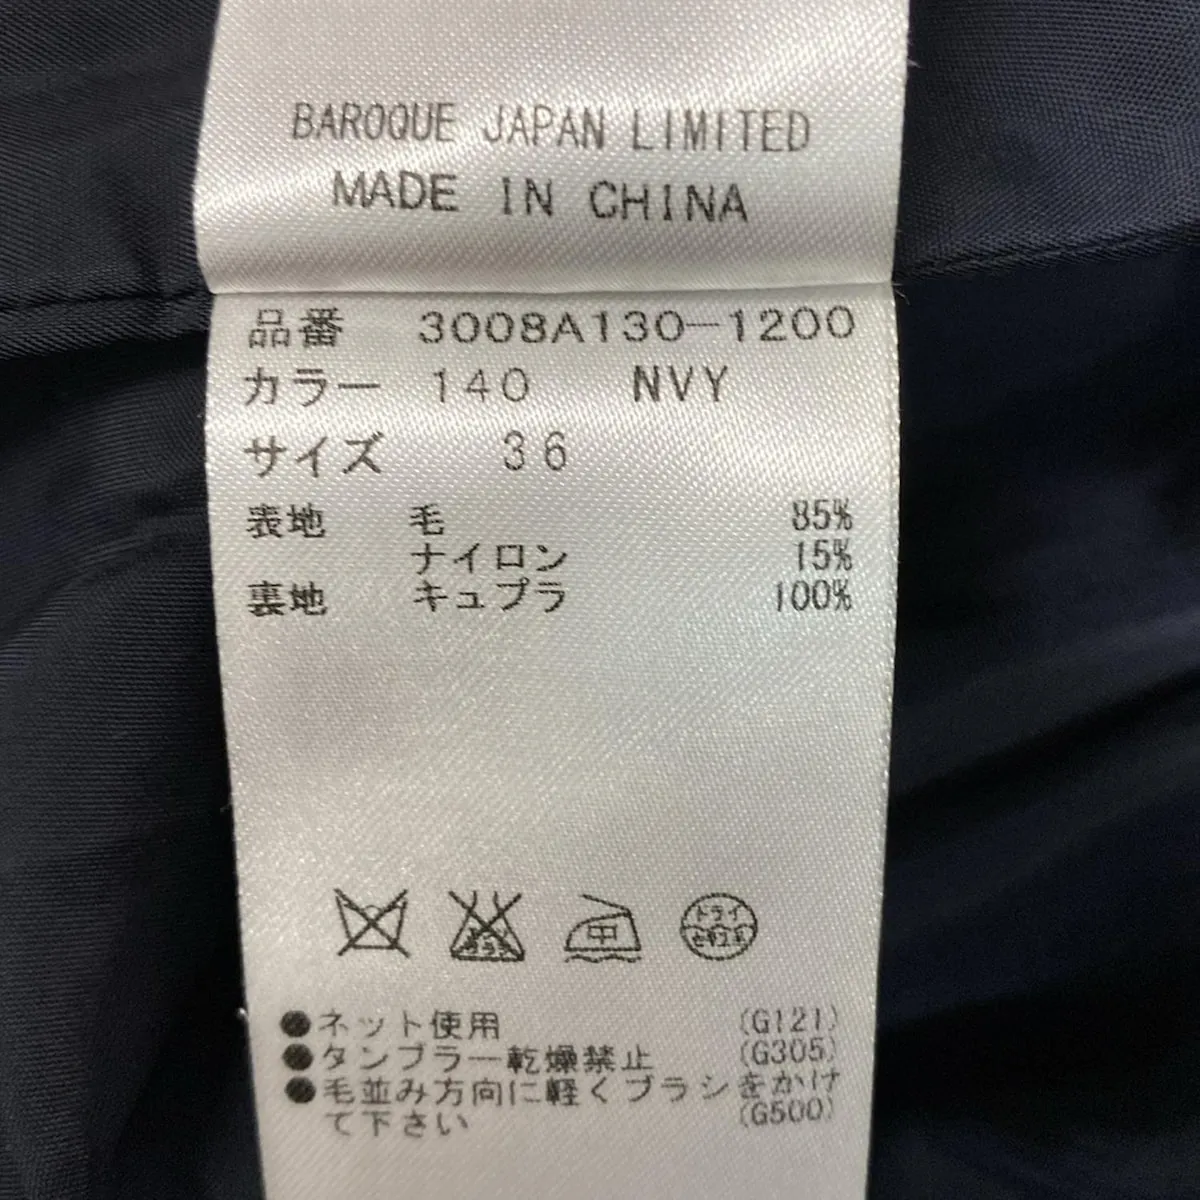 BAROQUE JAPAN LIMITED
MADE IN CHINA
品番 3008A130-1200
カラー 140 NVY
サイズ 36
表地 毛 85%
ナイロン 15%
裏地 キュプラ 100%
中 ドライ
●ネット使用 (G121)
●タンブラー乾燥禁止 (G305)
●毛並み方向に軽くブラシをかけ
て下さい (G500)